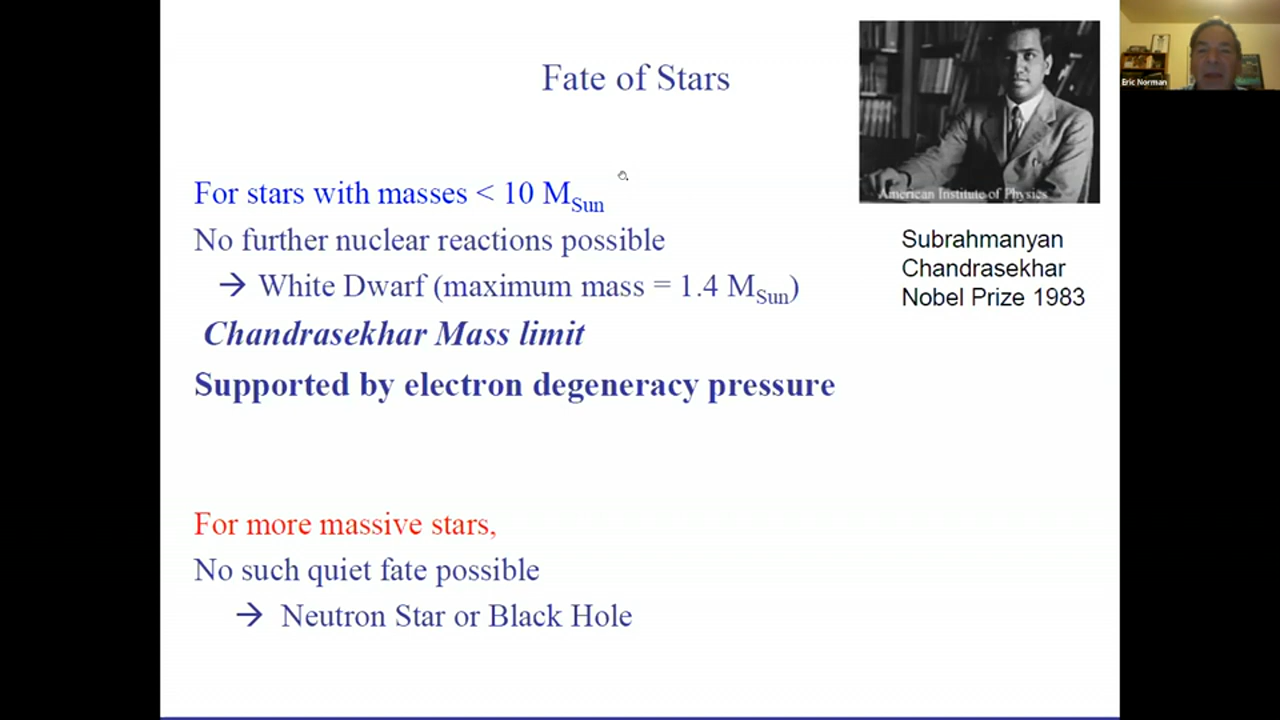 Fate of Stars
American Institute of Physics
Eric Norman
For stars with masses < 10 M_Sun
No further nuclear reactions possible
→ White Dwarf (maximum mass = 1.4 M_Sun)
Chandrasekhar Mass limit
Supported by electron degeneracy pressure
Subrahmanyan
Chandrasekhar
Nobel Prize 1983
For more massive stars,
No such quiet fate possible
→ Neutron Star or Black Hole